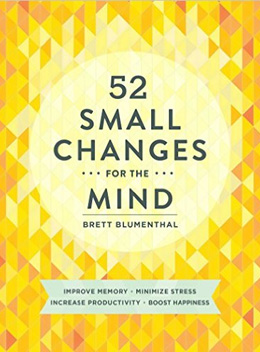 52
SMALL
CHANGES
••• FOR THE •••
MIND
BRETT BLUMENTHAL
IMPROVE MEMORY • MINIMIZE STRESS
INCREASE PRODUCTIVITY • BOOST HAPPINESS